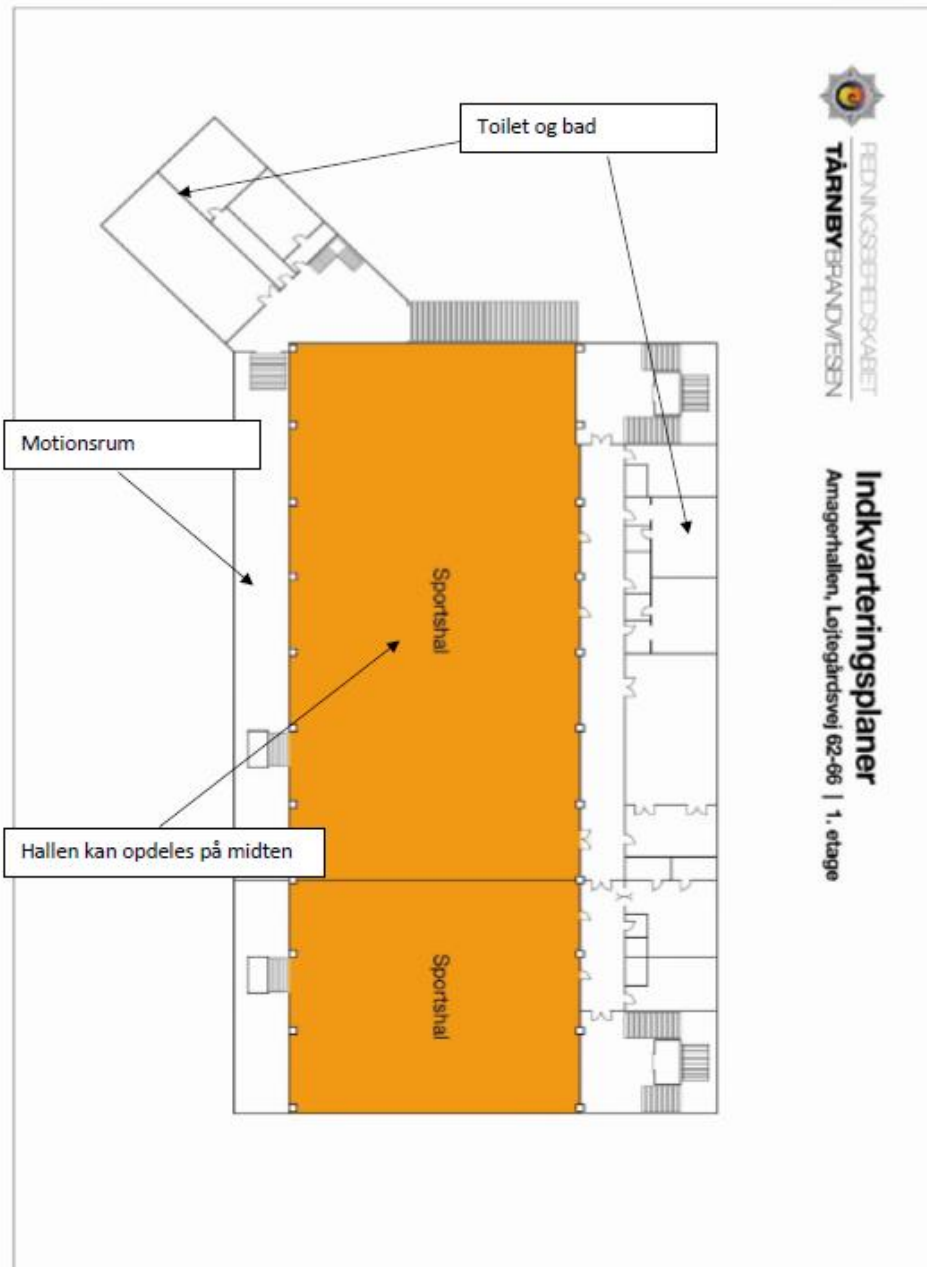 REDNINGSBEREDSKABET
TÅRNBYBRANDVÆSEN
Indkvarteringsplaner
Amagerhallen, Løjtegårdsvej 62-66 | 1. etage
Toilet og bad
Motionsrum
Sportshal
Hallen kan opdeles på midten
Sportshal